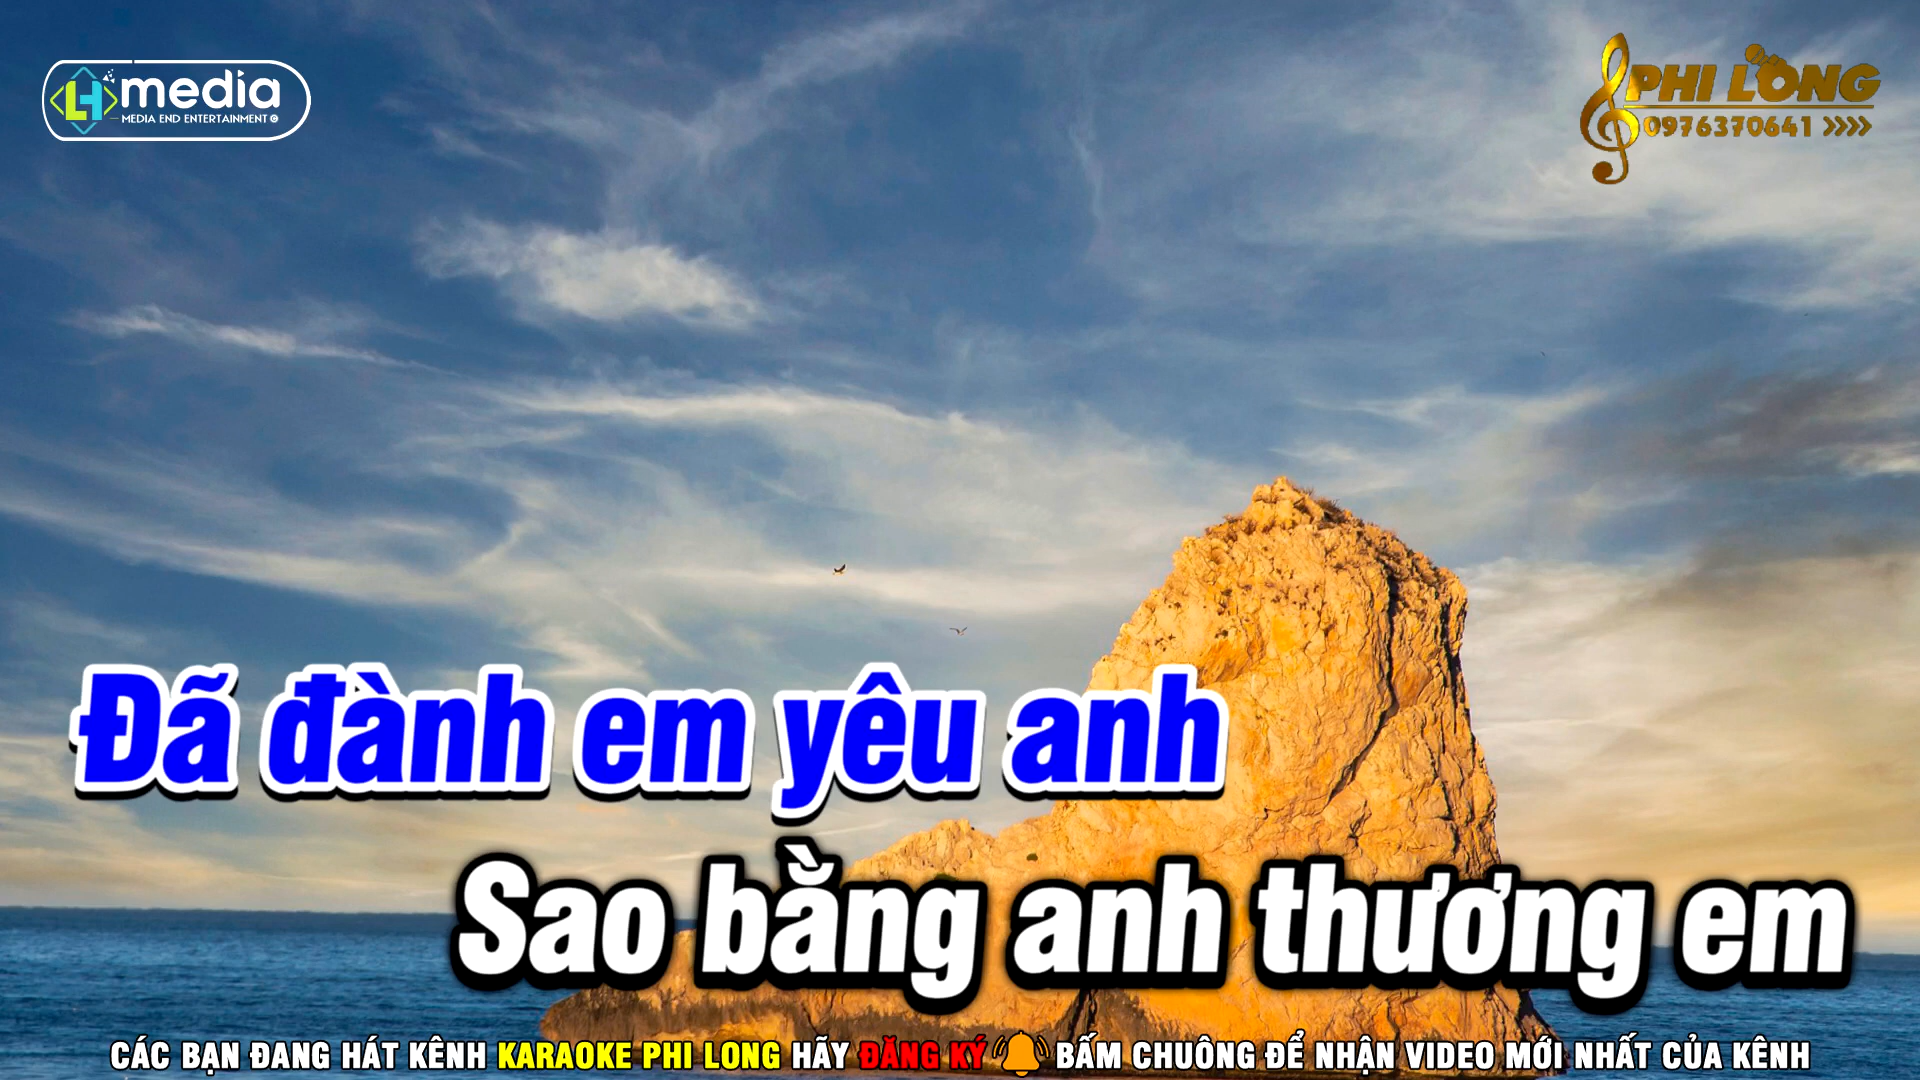 LH media
MEDIA END ENTERTAINMENT ©
PHI LONG
0976370641
Đã đành em yêu anh
Sao bằng anh thương em
CÁC BẠN ĐANG HÁT KÊNH KARAOKE PHI LONG HÃY ĐĂNG KÝ BẤM CHUÔNG ĐỂ NHẬN VIDEO MỚI NHẤT CỦA KÊNH